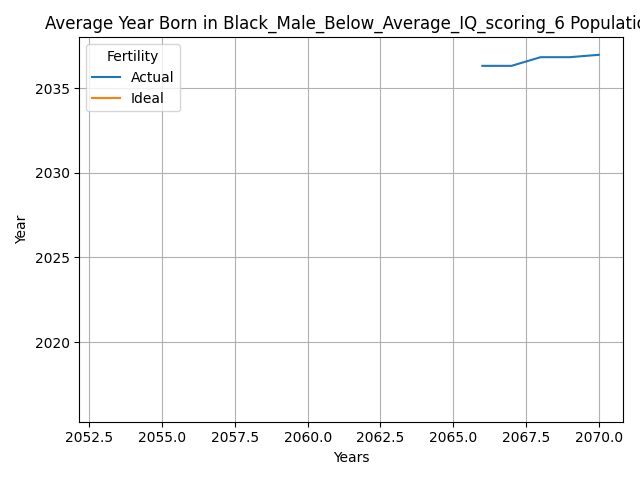 Average Year Born in Black_Male_Below_Average_IQ_scoring_6 Populatio
Fertility
Actual
Ideal
Year
2035
2030
2025
2020
2052.5 2055.0 2057.5 2060.0 2062.5 2065.0 2067.5 2070.0
Years